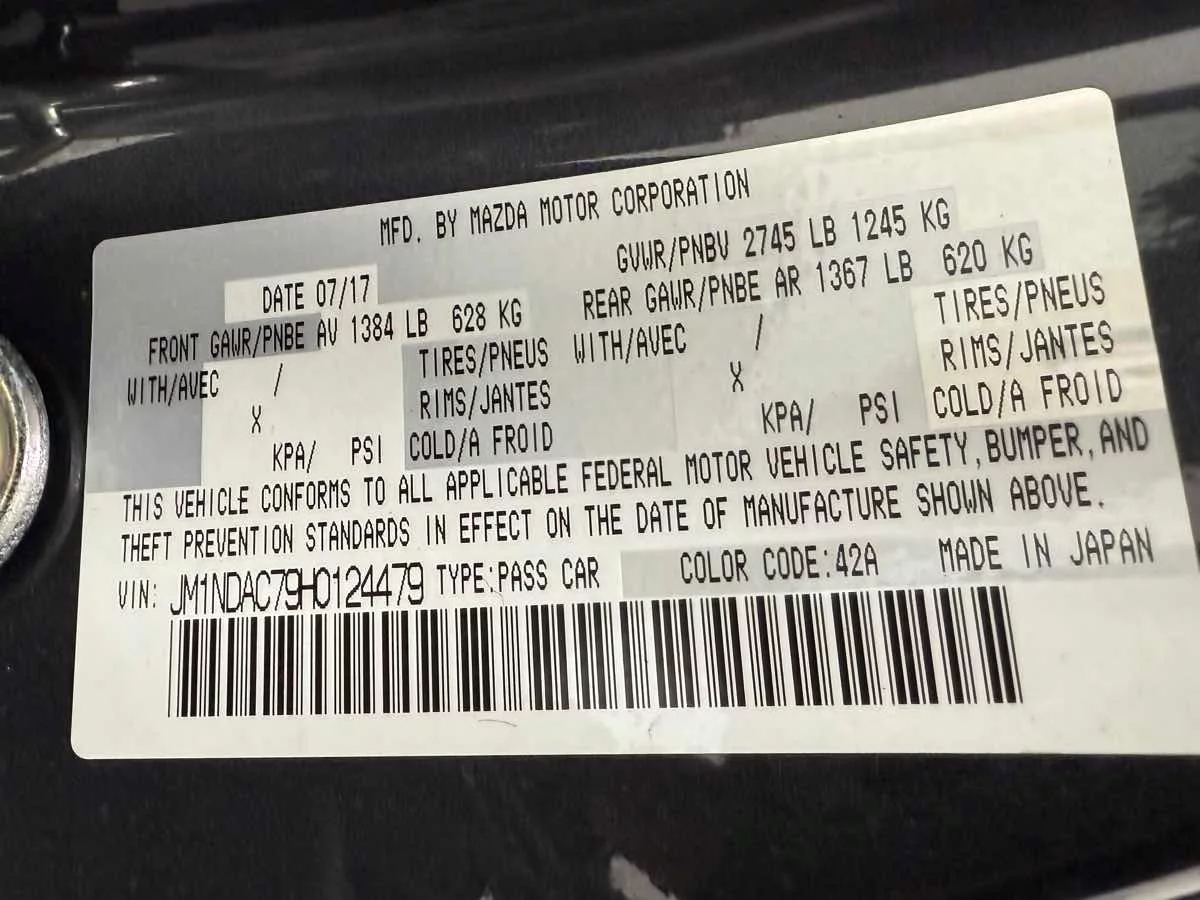 MFD. BY MAZDA MOTOR CORPORATION
DATE 07/17
GVWR/PNBV 2745 LB 1245 KG
FRONT GAWR/PNBE AV 1384 LB 628 KG
REAR GAWR/PNBE AR 1367 LB 620 KG
WITH/AVEC / TIRES/PNEUS
X RIMS/JANTES
KPA/ PSI COLD/A FROID
WITH/AVEC / TIRES/PNEUS
X RIMS/JANTES
KPA/ PSI COLD/A FROID
THIS VEHICLE CONFORMS TO ALL APPLICABLE FEDERAL MOTOR VEHICLE SAFETY, BUMPER, AND
THEFT PREVENTION STANDARDS IN EFFECT ON THE DATE OF MANUFACTURE SHOWN ABOVE.
VIN: JM1NDAC79H0124479 TYPE:PASS CAR COLOR CODE:42A MADE IN JAPAN